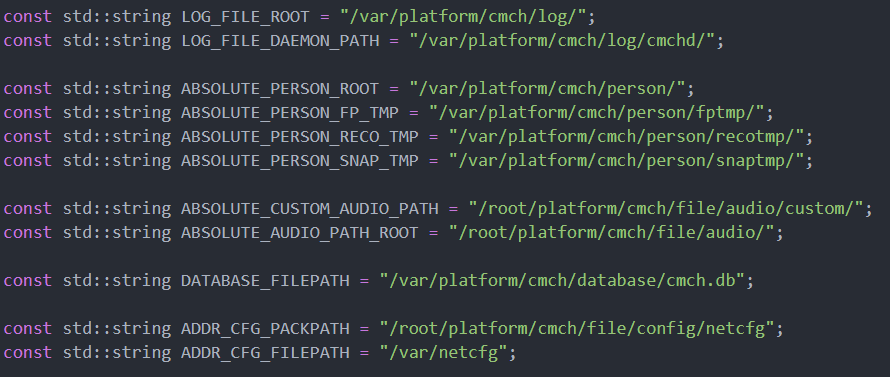 const std::string LOG_FILE_ROOT = "/var/platform/cmch/log/";
const std::string LOG_FILE_DAEMON_PATH = "/var/platform/cmch/log/cmchd/";
const std::string ABSOLUTE_PERSON_ROOT = "/var/platform/cmch/person/";
const std::string ABSOLUTE_PERSON_FP_TMP = "/var/platform/cmch/person/fptmp/";
const std::string ABSOLUTE_PERSON_RECO_TMP = "/var/platform/cmch/person/recotmp/";
const std::string ABSOLUTE_PERSON_SNAP_TMP = "/var/platform/cmch/person/snaptmp/";
const std::string ABSOLUTE_CUSTOM_AUDIO_PATH = "/root/platform/cmch/file/audio/custom/";
const std::string ABSOLUTE_AUDIO_PATH_ROOT = "/root/platform/cmch/file/audio/";
const std::string DATABASE_FILEPATH = "/var/platform/cmch/database/cmch.db";
const std::string ADDR_CFG_PACKPATH = "/root/platform/cmch/file/config/netcfg";
const std::string ADDR_CFG_FILEPATH = "/var/netcfg";